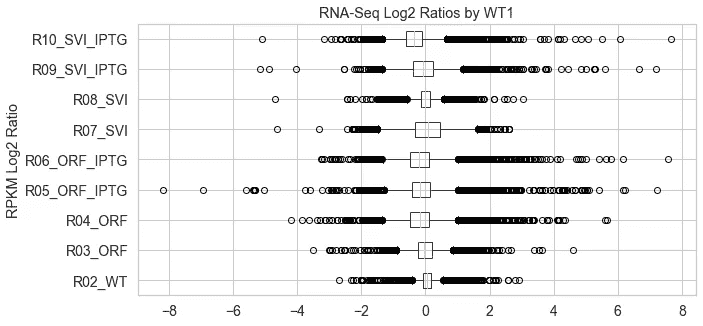 RNA-Seq Log2 Ratios by WT1
RPKM Log2 Ratio
R10_SVI_IPTG
R09_SVI_IPTG
R08_SVI
R07_SVI
R06_ORF_IPTG
R05_ORF_IPTG
R04_ORF
R03_ORF
R02_WT
−8 −6 −4 −2 0 2 4 6 8